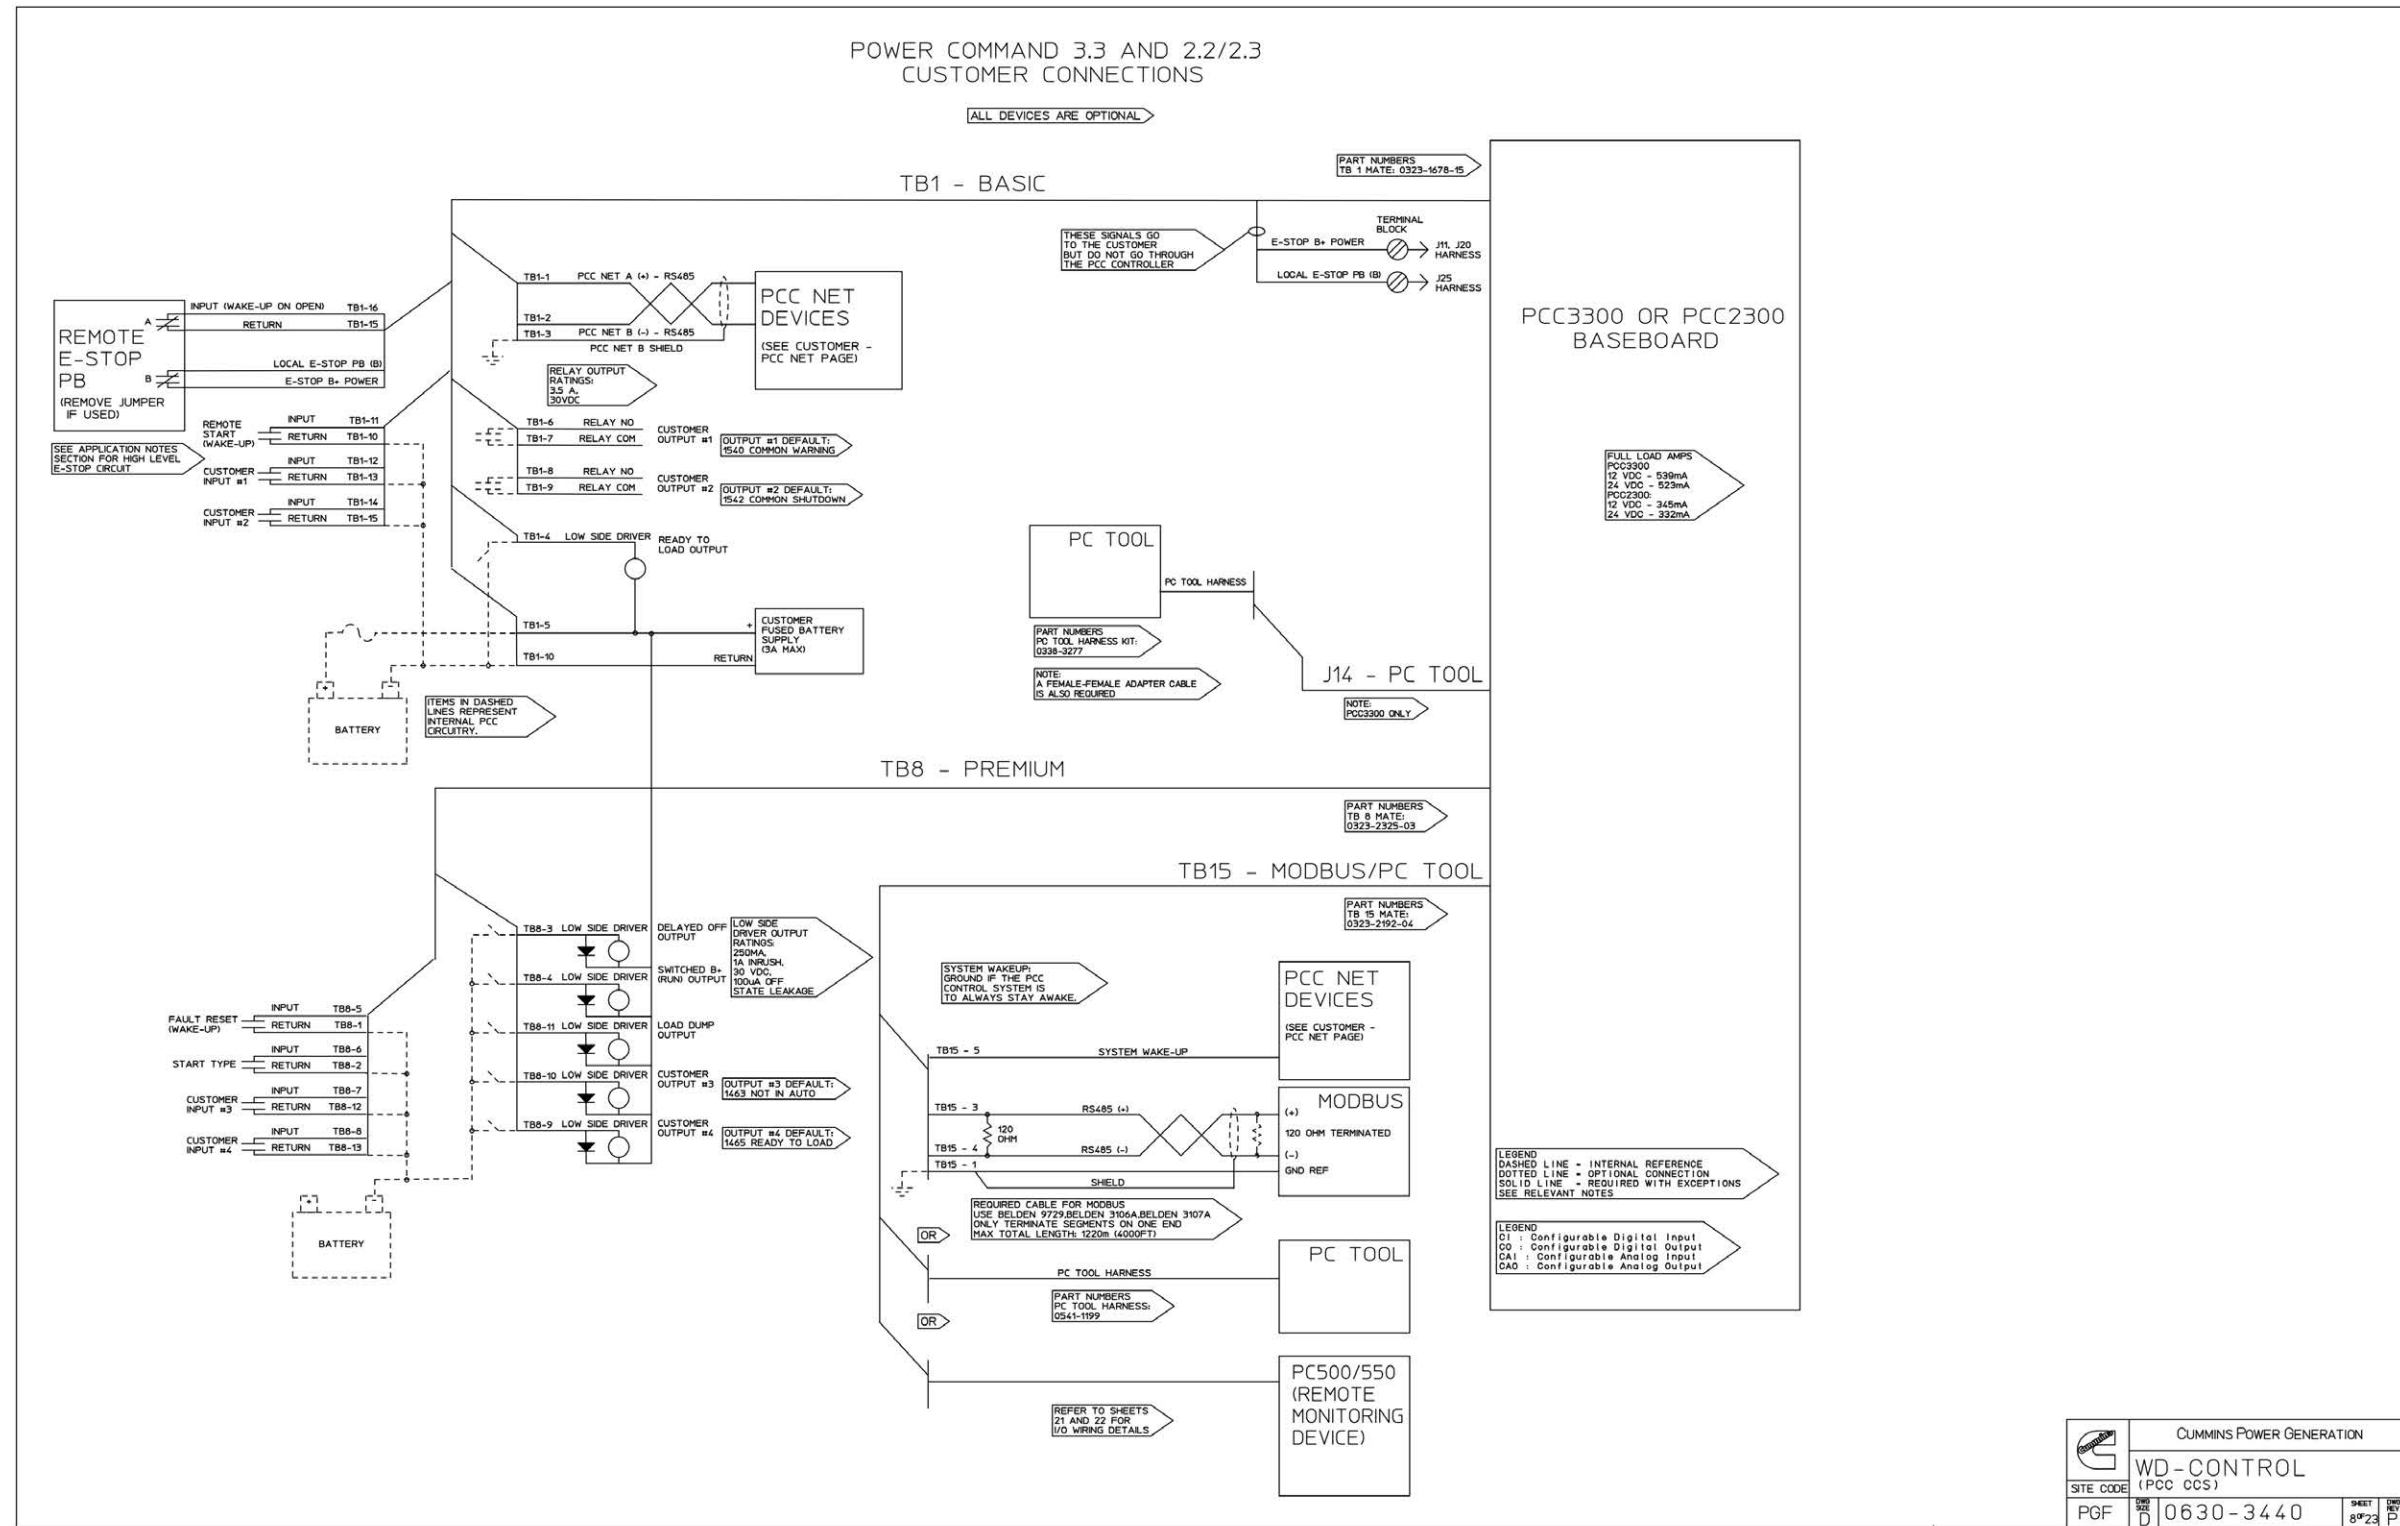 POWER COMMAND 3.3 AND 2.2/2.3
CUSTOMER CONNECTIONS
ALL DEVICES ARE OPTIONAL
PART NUMBERS
TB 1 MATE: 0323-1678-15
TB1 - BASIC
THESE SIGNALS GO
TO THE CUSTOMER
BUT DO NOT GO THROUGH
THE PCC CONTROLLER
TERMINAL
BLOCK
E-STOP B+ POWER
J11, J20
HARNESS
LOCAL E-STOP PB (B)
J25
HARNESS
PCC3300 OR PCC2300
BASEBOARD
FULL LOAD AMPS
PCC3300
12 VDC - 539mA
24 VDC - 523mA
PCC2300:
12 VDC - 345mA
24 VDC - 332mA
TB1-1 PCC NET A (+) - RS485
TB1-2
PCC NET B (-) - RS485
TB1-3
PCC NET B SHIELD
PCC NET
DEVICES
(SEE CUSTOMER -
PCC NET PAGE)
REMOTE
E-STOP
PB
(REMOVE JUMPER
IF USED)
A
B
INPUT (WAKE-UP ON OPEN) TB1-16
RETURN TB1-15
LOCAL E-STOP PB (B)
E-STOP B+ POWER
SEE APPLICATION NOTES
SECTION FOR HIGH LEVEL
E-STOP CIRCUIT
REMOTE
START
(WAKE-UP)
INPUT TB1-11
RETURN TB1-10
CUSTOMER
INPUT #1
INPUT TB1-12
RETURN TB1-13
CUSTOMER
INPUT #2
INPUT TB1-14
RETURN TB1-15
RELAY OUTPUT
RATINGS:
3.5 A,
30VDC
TB1-6 RELAY NO
TB1-7 RELAY COM
CUSTOMER
OUTPUT #1
OUTPUT #1 DEFAULT:
1540 COMMON WARNING
TB1-8 RELAY NO
TB1-9 RELAY COM
CUSTOMER
OUTPUT #2
OUTPUT #2 DEFAULT:
1542 COMMON SHUTDOWN
TB1-4 LOW SIDE DRIVER
READY TO
LOAD OUTPUT
TB1-5
TB1-10
+
RETURN
CUSTOMER
FUSED BATTERY
SUPPLY
(3A MAX)
+
-
BATTERY
ITEMS IN DASHED
LINES REPRESENT
INTERNAL PCC
CIRCUITRY.
PC TOOL
PC TOOL HARNESS
PART NUMBERS
PC TOOL HARNESS KIT:
0338-3277
NOTE:
A FEMALE-FEMALE ADAPTER CABLE
IS ALSO REQUIRED
J14 - PC TOOL
NOTE:
PCC3300 ONLY
TB8 - PREMIUM
PART NUMBERS
TB 8 MATE:
0323-2325-03
TB15 - MODBUS/PC TOOL
PART NUMBERS
TB 15 MATE:
0323-2192-04
TB8-3 LOW SIDE DRIVER
DELAYED OFF
OUTPUT
TB8-4 LOW SIDE DRIVER
SWITCHED B+
(RUN) OUTPUT
TB8-11 LOW SIDE DRIVER
LOAD DUMP
OUTPUT
TB8-10 LOW SIDE DRIVER
CUSTOMER
OUTPUT #3
OUTPUT #3 DEFAULT:
1463 NOT IN AUTO
TB8-9 LOW SIDE DRIVER
CUSTOMER
OUTPUT #4
OUTPUT #4 DEFAULT:
1465 READY TO LOAD
LOW SIDE
DRIVER OUTPUT
RATINGS:
250MA,
1A INRUSH,
30 VDC,
100uA OFF
STATE LEAKAGE
FAULT RESET
(WAKE-UP)
INPUT TB8-5
RETURN TB8-1
START TYPE
INPUT TB8-6
RETURN TB8-2
CUSTOMER
INPUT #3
INPUT TB8-7
RETURN TB8-12
CUSTOMER
INPUT #4
INPUT TB8-8
RETURN TB8-13
+
-
BATTERY
SYSTEM WAKEUP:
GROUND IF THE PCC
CONTROL SYSTEM IS
TO ALWAYS STAY AWAKE.
TB15 - 5 SYSTEM WAKE-UP
PCC NET
DEVICES
(SEE CUSTOMER -
PCC NET PAGE)
TB15 - 3 RS485 (+)
120
OHM
TB15 - 4 RS485 (-)
TB15 - 1
SHIELD
MODBUS
(+)
120 OHM TERMINATED
(-)
GND REF
REQUIRED CABLE FOR MODBUS
USE BELDEN 9729,BELDEN 3106A,BELDEN 3107A
ONLY TERMINATE SEGMENTS ON ONE END
MAX TOTAL LENGTH: 1220m (4000FT)
OR
PC TOOL HARNESS
PC TOOL
PART NUMBERS
PC TOOL HARNESS:
0541-1199
OR
PC500/550
(REMOTE
MONITORING
DEVICE)
REFER TO SHEETS
21 AND 22 FOR
I/O WIRING DETAILS
LEGEND
DASHED LINE = INTERNAL REFERENCE
DOTTED LINE = OPTIONAL CONNECTION
SOLID LINE = REQUIRED WITH EXCEPTIONS
SEE RELEVANT NOTES
LEGEND
CI : Configurable Digital Input
CO : Configurable Digital Output
CAI : Configurable Analog Input
CAO : Configurable Analog Output
Cummins
CUMMINS POWER GENERATION
WD-CONTROL
(PCC CCS)
SITE CODE
PGF
DWG
SIZE
D
0630-3440
SHEET
8 OF 23